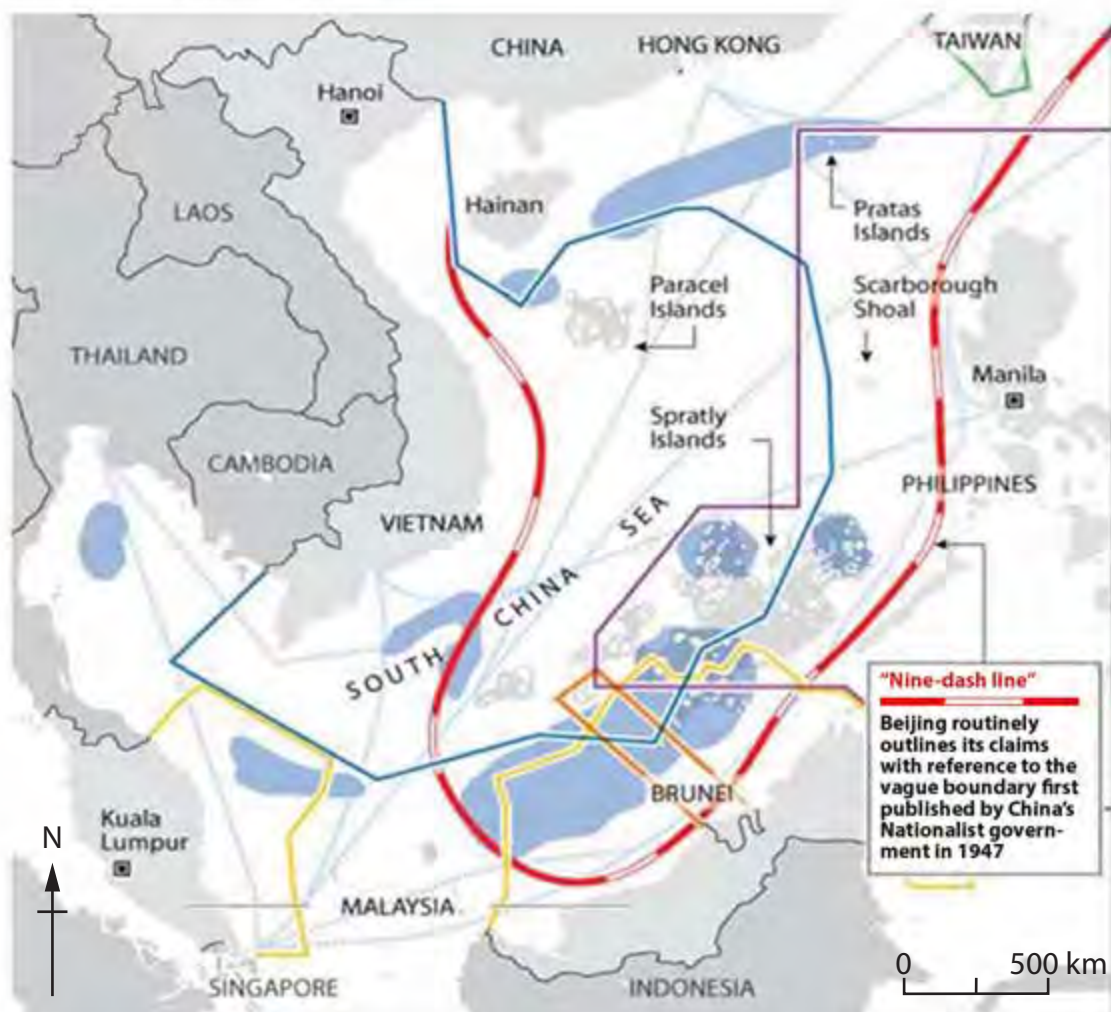 CHINA
HONG KONG
TAIWAN
Hanoi
Hainan
LAOS
Pratas
Islands
Paracel
Islands
Scarborough
Shoal
THAILAND
Manila
Spratly
Islands
CAMBODIA
PHILIPPINES
VIETNAM
SOUTH CHINA SEA
"Nine-dash line"
Beijing routinely
outlines its claims
with reference to the
vague boundary first
published by China's
Nationalist govern-
ment in 1947
BRUNEI
Kuala
Lumpur
N
MALAYSIA
SINGAPORE
INDONESIA
0 500 km